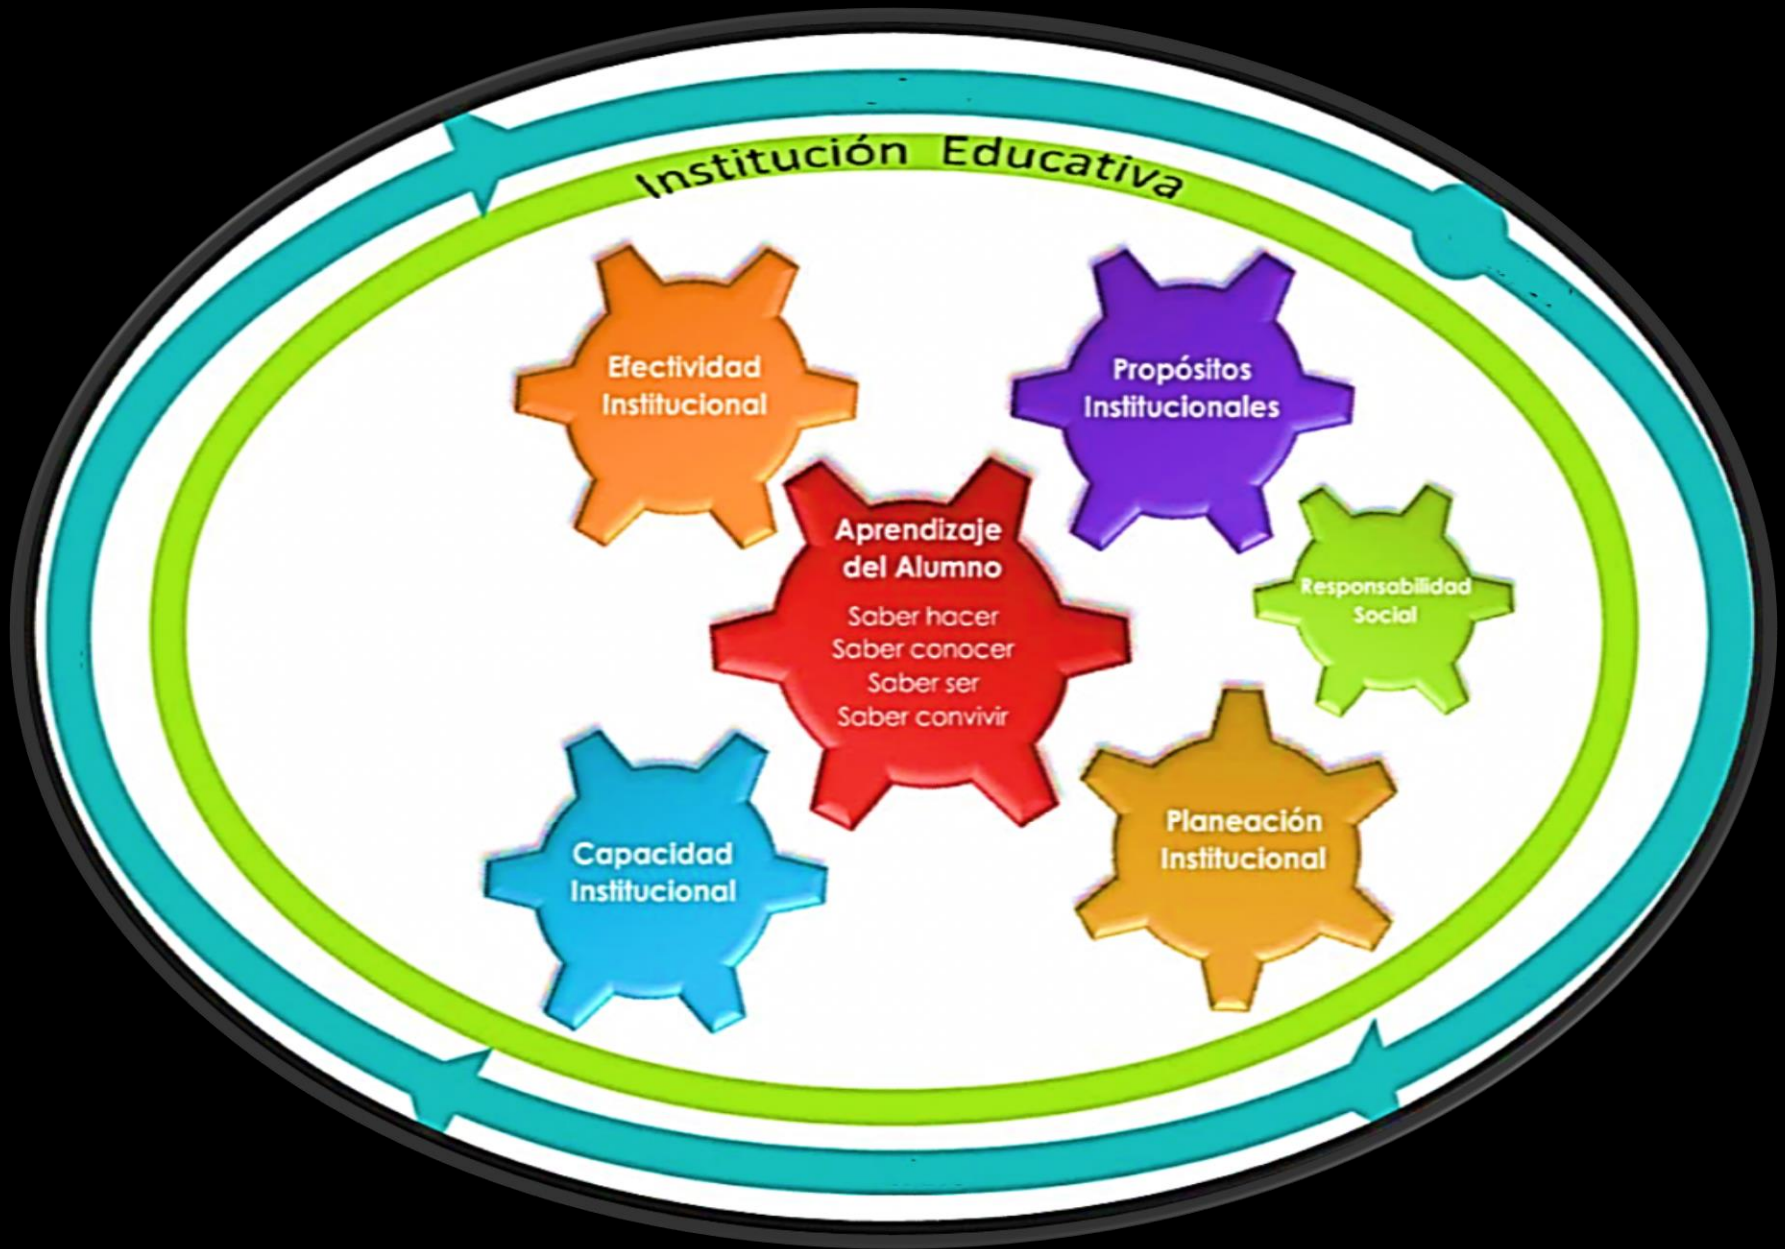 Institución Educativa
Efectividad
Institucional
Propósitos
Institucionales
Aprendizaje
del Alumno
Saber hacer
Saber conocer
Saber ser
Saber convivir
Responsabilidad
Social
Capacidad
Institucional
Planeación
Institucional